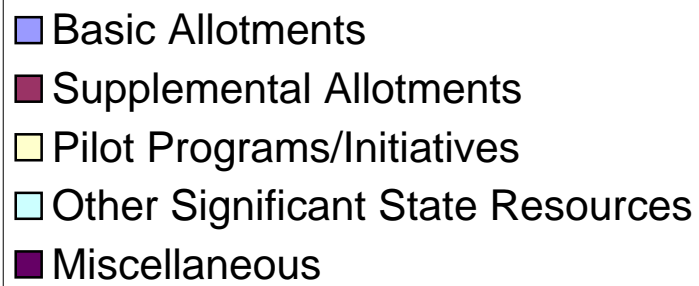 Basic Allotments
Supplemental Allotments
Pilot Programs/Initiatives
Other Significant State Resources
Miscellaneous